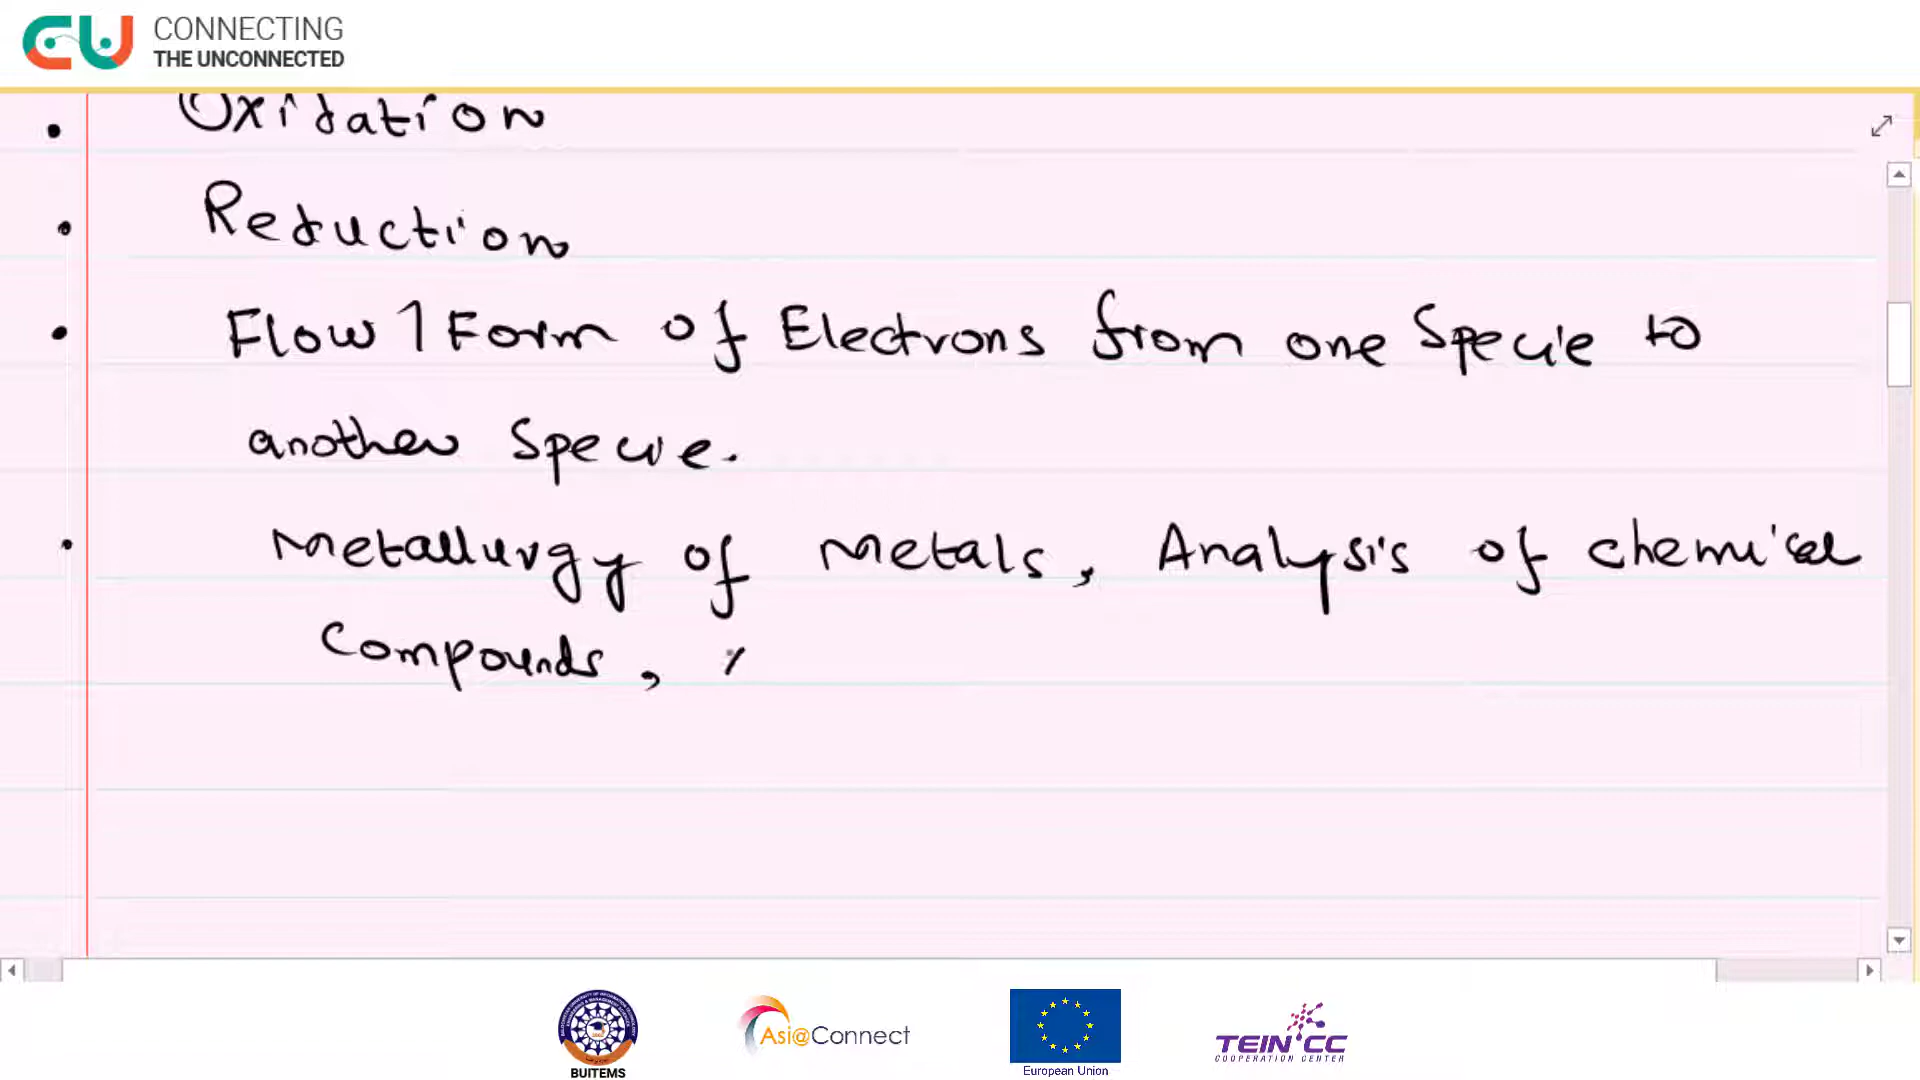 CONNECTING
THE UNCONNECTED
Oxidation
Reduction
Flow 1 Form of Electrons from one Specie to
another Specie.
Metallurgy of Metals, Analysis of chemical
Compounds,
BUITEMS
Asi@Connect
European Union
TEIN*CC
COOPERATION CENTER